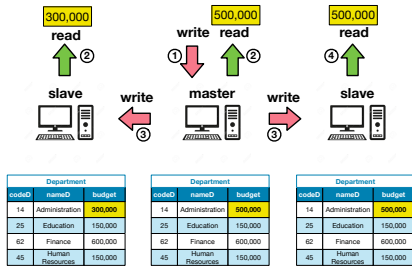 300,000 500,000 500,000
read read read
② ① write ② ④
slave write master write slave
③ ③
Department Department Department
codeD nameD budget codeD nameD budget codeD nameD budget
14 Administration 300,000 14 Administration 500,000 14 Administration 500,000
25 Education 150,000 25 Education 150,000 25 Education 150,000
62 Finance 600,000 62 Finance 600,000 62 Finance 600,000
45 Human Resources 150,000 45 Human Resources 150,000 45 Human Resources 150,000